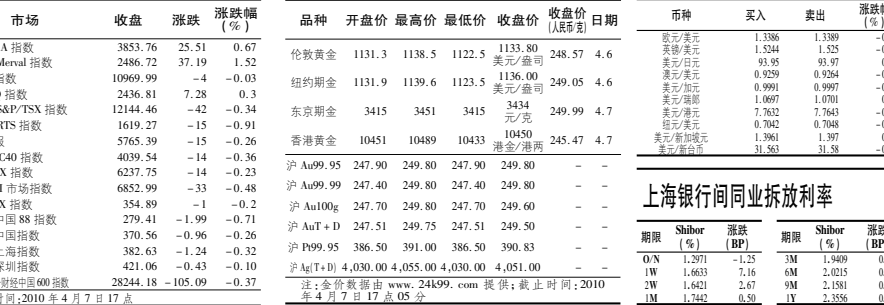 市场 收盘 涨跌 涨跌幅(%)
A 指数 3853.76 25.51 0.67
Merval 指数 2486.72 37.19 1.52
指数 10969.99 -4 -0.03
指数 2436.81 7.28 0.3
S&P/TSX 指数 12144.46 -42 -0.34
RTS 指数 1619.27 -15 -0.91
5765.39 -15 -0.26
C40 指数 4039.54 -14 -0.36
X 指数 6237.75 -14 -0.23
市场指数 6852.99 -33 -0.48
X 指数 354.89 -1 -0.2
中国 88 指数 279.41 -1.99 -0.71
中国指数 370.56 -0.96 -0.26
上海指数 382.63 -1.24 -0.32
深圳指数 421.06 -0.43 -0.10
财经中国600 指数 28244.18 -105.09 -0.37
时间:2010 年 4 月 7 日 17 点
品种 开盘价 最高价 最低价 收盘价 收盘价(人民币/克) 日期
伦敦黄金 1131.3 1138.5 1122.5 1133.80 美元/盎司 248.57 4.6
纽约期金 1131.9 1139.6 1123.5 1136.00 美元/盎司 249.05 4.6
东京期金 3415 3451 3415 3434 元/克 249.99 4.7
香港黄金 10451 10489 10433 10450 港金/港两 245.47 4.7
沪 Au99.95 247.90 249.80 247.90 249.80 - -
沪 Au99.99 247.40 249.80 247.40 249.80 - -
沪 Au100g 247.70 249.80 247.70 249.60 - -
沪 AuT+D 247.51 249.75 247.51 249.50 - -
沪 Pt99.95 386.50 391.00 386.50 390.83 - -
沪 Ag(T+D) 4,030.00 4,055.00 4,030.00 4,051.00 - -
注:金价数据由 www.24k99.com 提供;截止时间:2010
年 4 月 7 日 17 点 05 分
币种 买入 卖出 涨跌
欧元/美元 1.3386 1.3389
英镑/美元 1.5244 1.525
美元/日元 93.95 93.97
澳元/美元 0.9259 0.9264
美元/加元 0.9991 0.9997
美元/瑞郎 1.0697 1.0701
美元/港元 7.7632 7.7643
纽元/美元 0.7042 0.7048
美元/新加坡元 1.3961 1.397
美元/新台币 31.563 31.58
上海银行间同业拆放利率
期限 Shibor(%) 涨跌(BP) 期限 Shibor(%)
O/N 1.2971 -1.25 3M 1.9409
1W 1.6633 7.16 6M 2.0215
2W 1.6421 2.67 9M 2.1581
1M 1.7442 0.50 1Y 2.3556